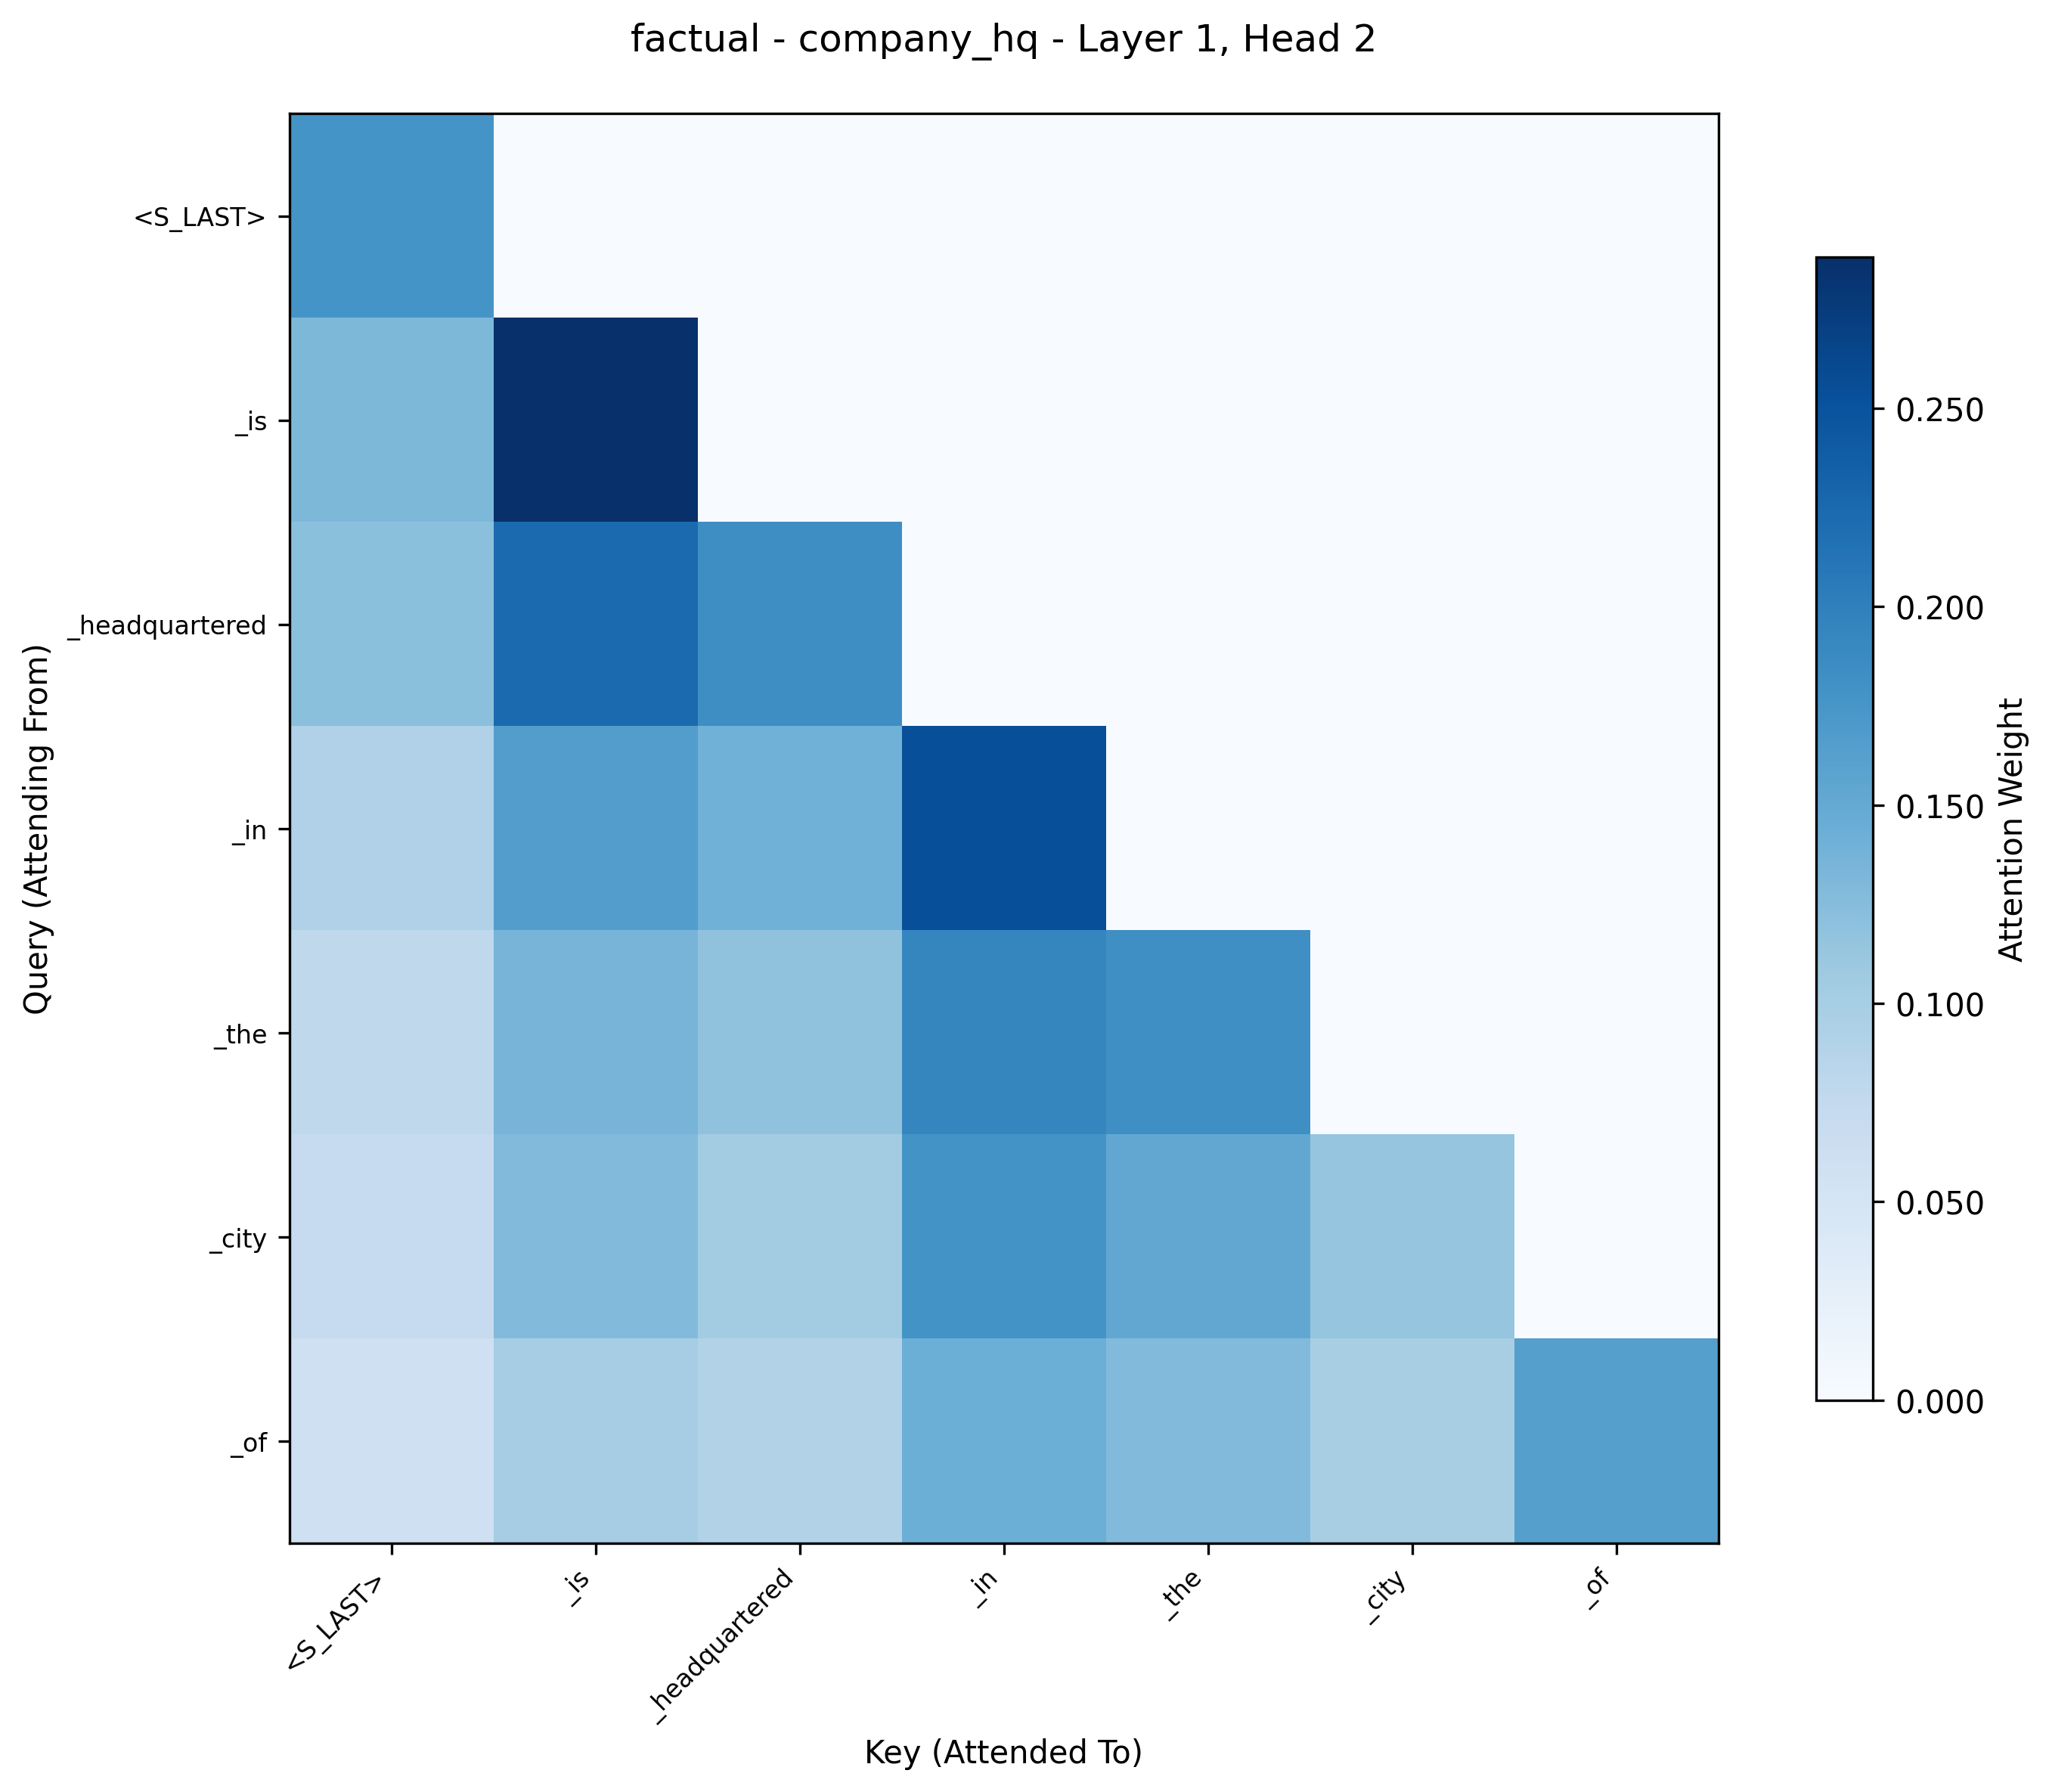 factual - company_hq - Layer 1, Head 2
Query (Attending From)
<S_LAST>
_is
_headquartered
_in
_the
_city
_of
<S_LAST>
_is
_headquartered
_in
_the
_city
_of
Key (Attended To)
0.250
0.200
0.150
0.100
0.050
0.000
Attention Weight